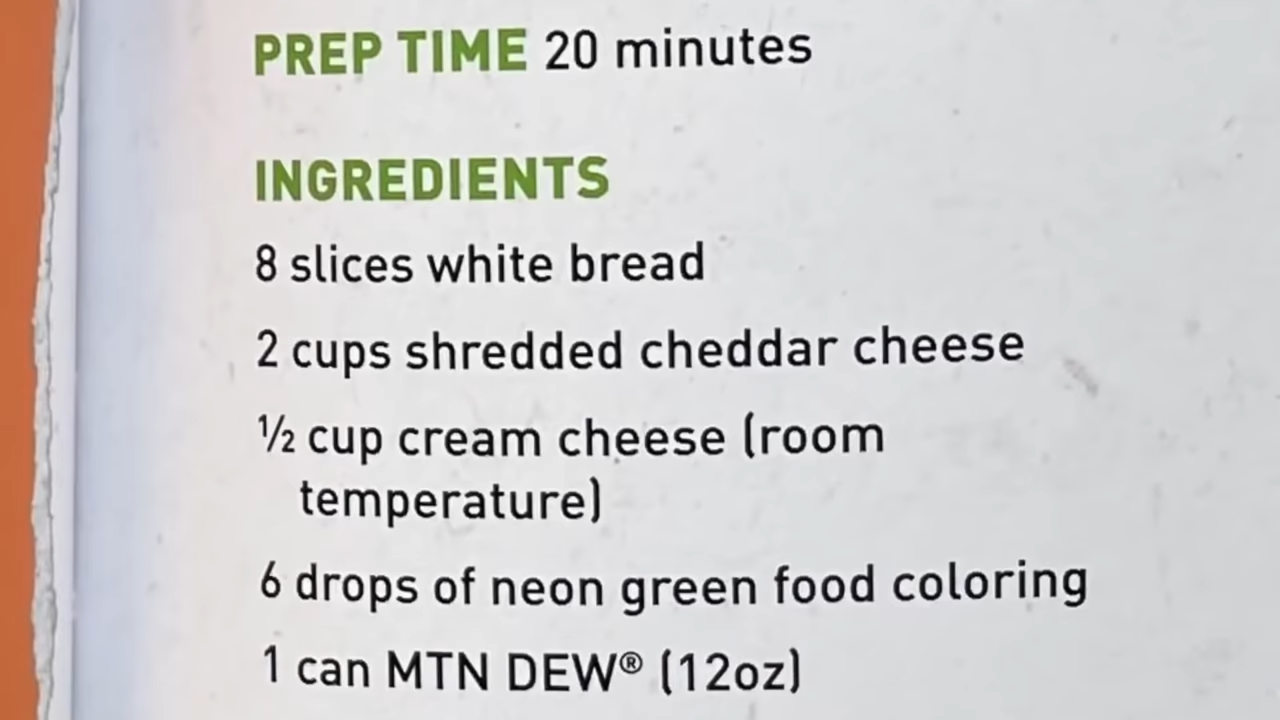 PREP TIME 20 minutes
INGREDIENTS
8 slices white bread
2 cups shredded cheddar cheese
½ cup cream cheese (room
temperature)
6 drops of neon green food coloring
1 can MTN DEW® (12oz)